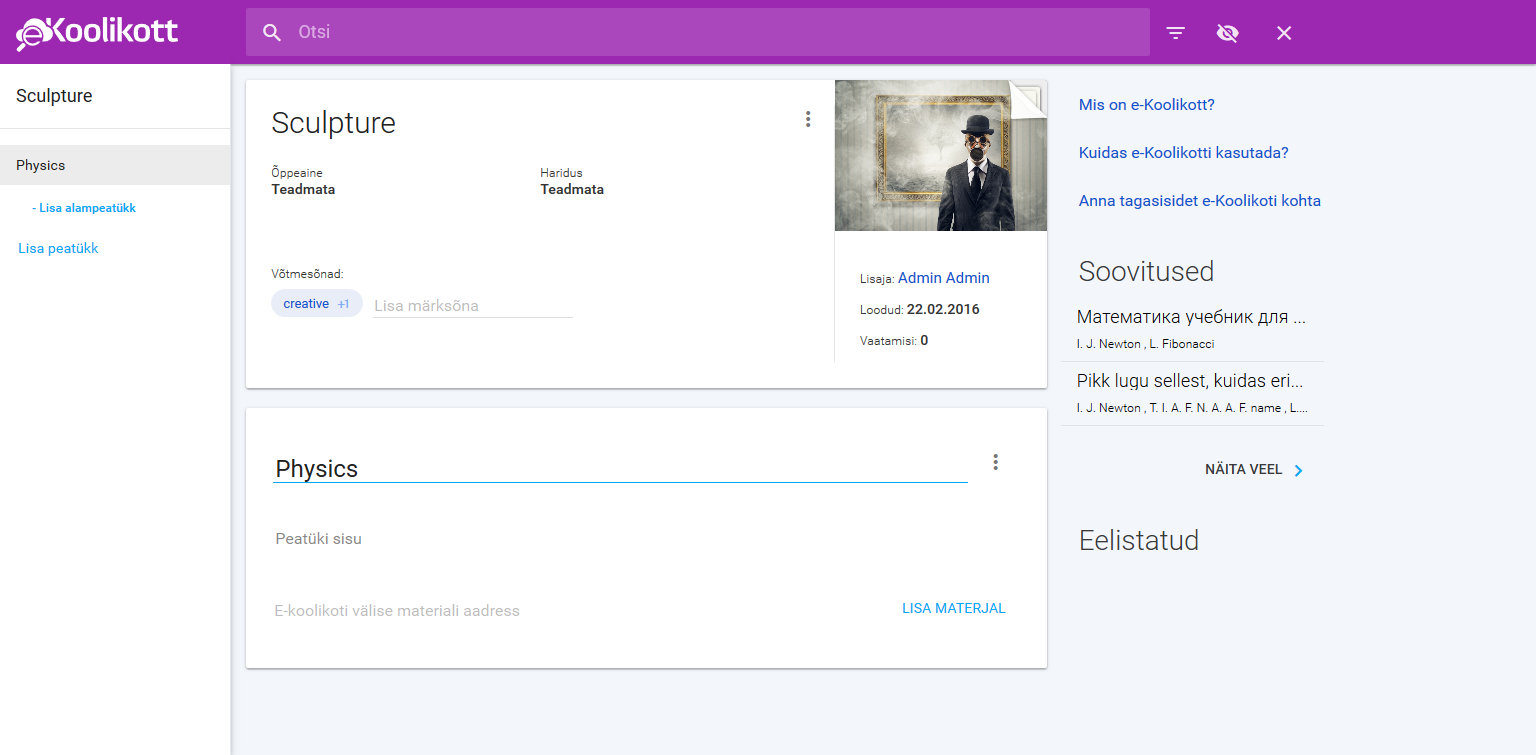 e-Koolikott
Otsi
Sculpture
Physics
- Lisa alampeatükk
Lisa peatükk
Sculpture
Õppeaine
Teadmata
Haridus
Teadmata
Võtmesõnad:
creative +1
Lisa märksõna
Lisaja: Admin Admin
Loodud: 22.02.2016
Vaatamisi: 0
Physics
Peatüki sisu
E-koolikoti välise materiali aadress
LISA MATERJAL
Mis on e-Koolikott?
Kuidas e-Koolikotti kasutada?
Anna tagasisidet e-Koolikoti kohta
Soovitused
Математика учебник для ...
I. J. Newton , L. Fibonacci
Pikk lugu sellest, kuidas eri...
I. J. Newton , T. I. A. F. N. A. A. F. name , L....
NÄITA VEEL
Eelistatud